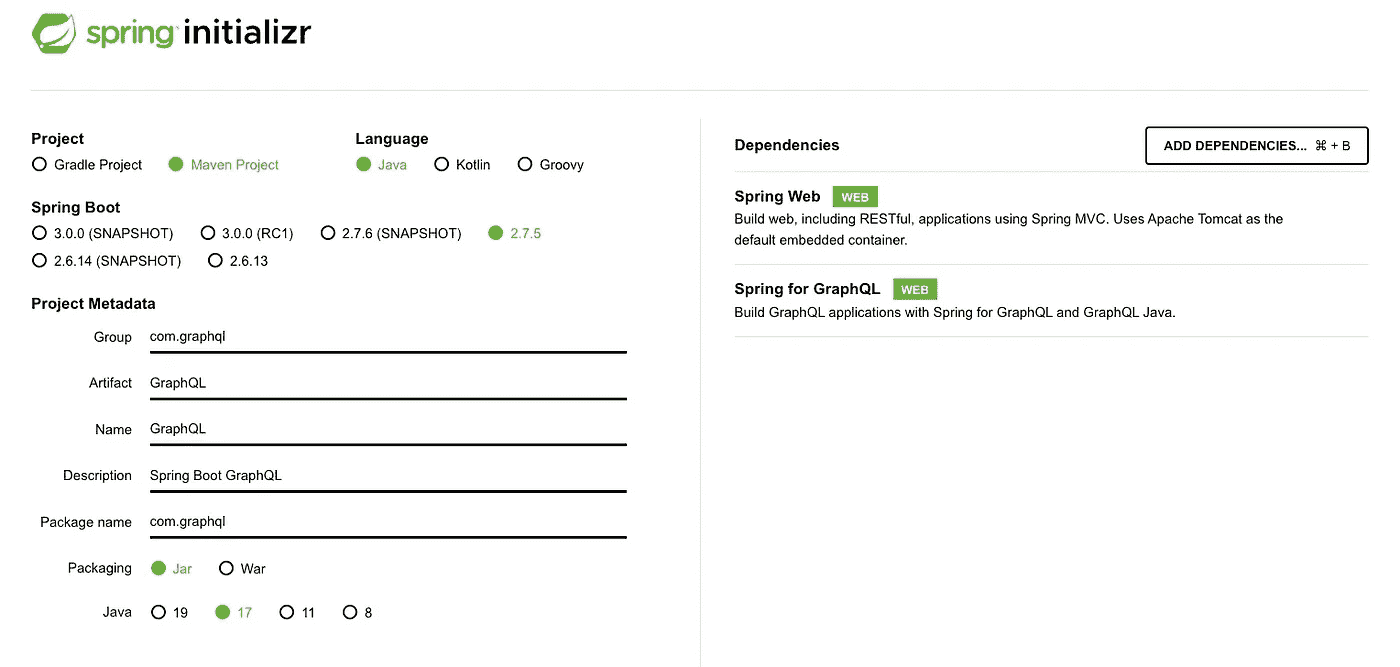 spring initializr
Project
Gradle Project Maven Project
Language
Java Kotlin Groovy
Spring Boot
3.0.0 (SNAPSHOT) 3.0.0 (RC1) 2.7.6 (SNAPSHOT) 2.7.5
2.6.14 (SNAPSHOT) 2.6.13
Project Metadata
Group com.graphql
Artifact GraphQL
Name GraphQL
Description Spring Boot GraphQL
Package name com.graphql
Packaging Jar War
Java 19 17 11 8
Dependencies
ADD DEPENDENCIES... ⌘ + B
Spring Web WEB
Build web, including RESTful, applications using Spring MVC. Uses Apache Tomcat as the
default embedded container.
Spring for GraphQL WEB
Build GraphQL applications with Spring for GraphQL and GraphQL Java.